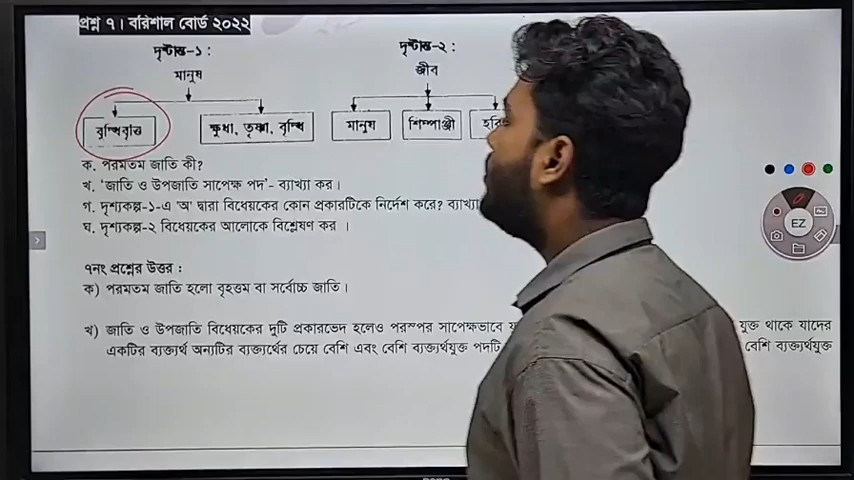 প্রশ্ন ৭। বরিশাল বোর্ড ২০২২
দৃষ্টান্ত-১ :
দৃষ্টান্ত-২ :
মানুষ
জীব
বুদ্ধিবৃত্তি
ক্ষুধা, তৃষ্ণা, বৃদ্ধি
মানুষ
শিম্পাঞ্জী
ক. পরমতম জাতি কী?
খ. ‘জাতি ও উপজাতি সাপেক্ষ পদ’- ব্যাখ্যা কর।
গ. দৃশ্যকল্প-১-এ ‘অ’ দ্বারা বিধেয়কের কোন প্রকারটিকে নির্দেশ করে?
ঘ. দৃশ্যকল্প-২ বিধেয়কের আলোকে বিশ্লেষণ কর ।
EZ
৭নং প্রশ্নের উত্তর :
ক) পরমতম জাতি হলো বৃহত্তম বা সর্বোচ্চ জাতি।
খ) জাতি ও উপজাতি বিধেয়কের দুটি প্রকারভেদ হলেও পরস্পর সাপেক্ষভাবে যুক্ত থাকে যাদের
একটির ব্যক্ত্যর্থ অন্যটির ব্যক্ত্যর্থের চেয়ে বেশি এবং বেশি ব্যক্ত্যর্থযুক্ত পদটি বেশি ব্যক্ত্যর্থযুক্ত